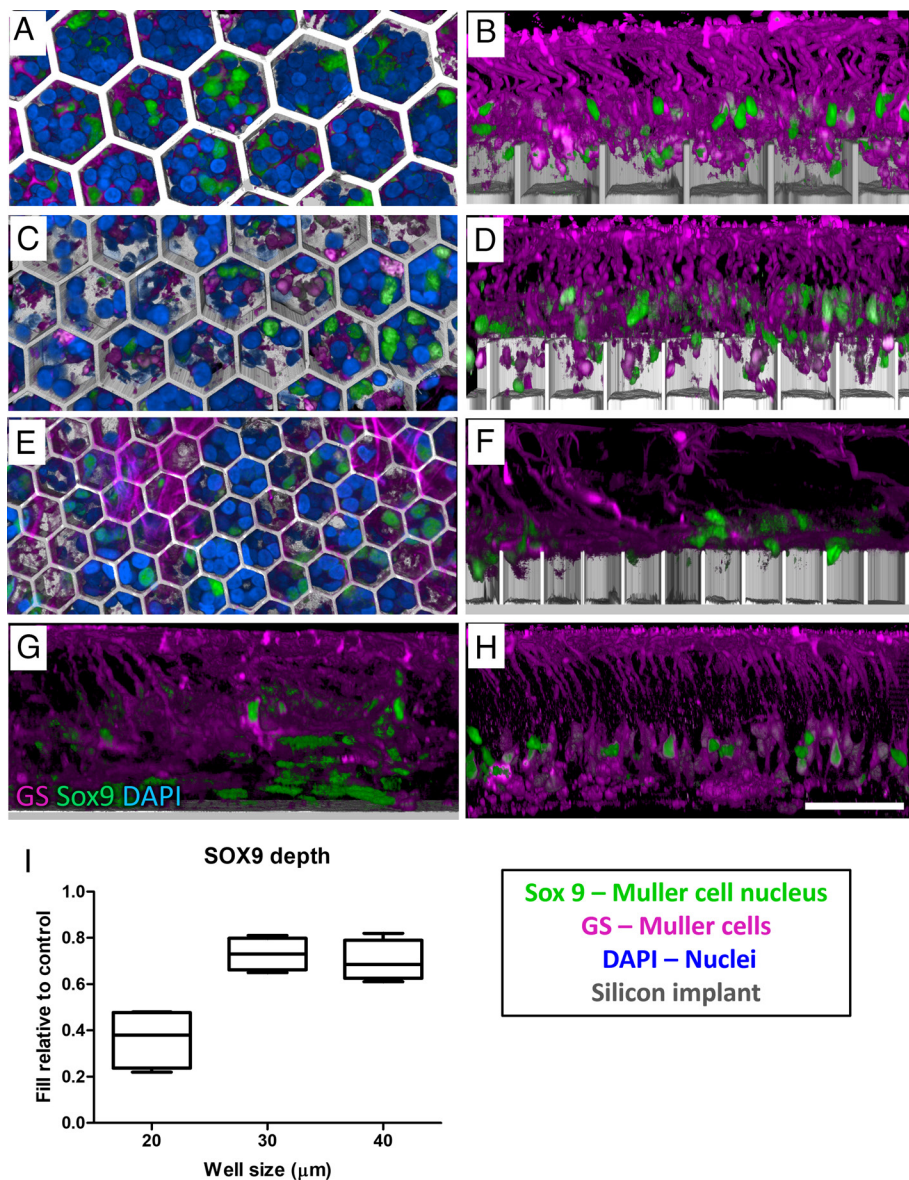 A
B
C
D
E
F
G
GS Sox9 DAPI
H
I
SOX9 depth
Fill relative to control
1.0
0.8
0.6
0.4
0.2
0.0
20
30
40
Well size (μm)
Sox 9 – Muller cell nucleus
GS – Muller cells
DAPI – Nuclei
Silicon implant